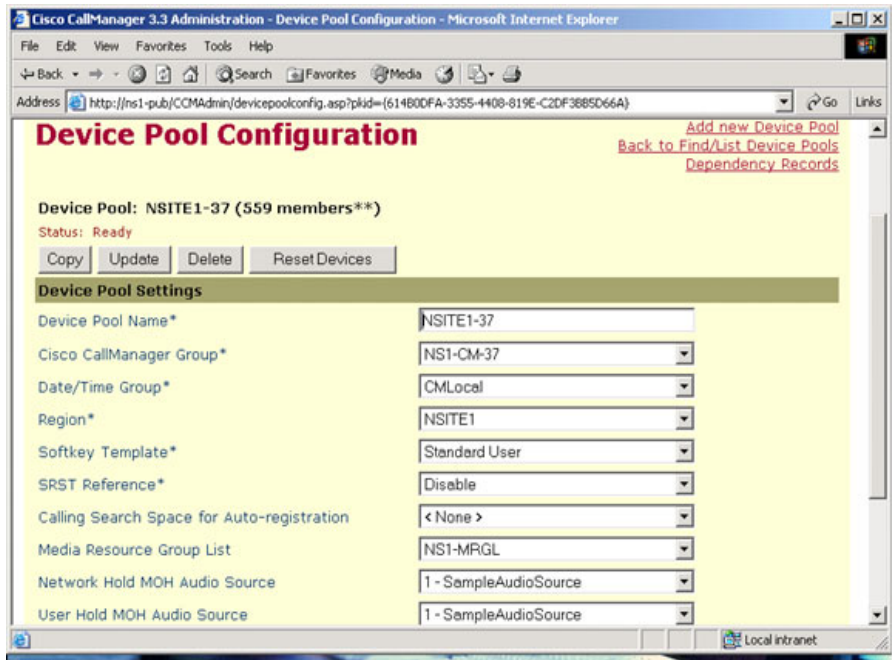 Cisco CallManager 3.3 Administration - Device Pool Configuration - Microsoft Internet Explorer
File Edit View Favorites Tools Help
Back Search Favorites Media
Address http://ns1-pub/CCMAdmin/devicepoolconfig.asp?pkid={614B0DFA-3355-4408-819E-C2DF3B85D66A} Go Links
Device Pool Configuration
Add new Device Pool
Back to Find/List Device Pools
Dependency Records
Device Pool: NSITE1-37 (559 members**)
Status: Ready
Copy Update Delete Reset Devices
Device Pool Settings
Device Pool Name* NSITE1-37
Cisco CallManager Group* NS1-CM-37
Date/Time Group* CMLocal
Region* NSITE1
Softkey Template* Standard User
SRST Reference* Disable
Calling Search Space for Auto-registration < None >
Media Resource Group List NS1-MRGL
Network Hold MOH Audio Source 1 - SampleAudioSource
User Hold MOH Audio Source 1 - SampleAudioSource
Local intranet